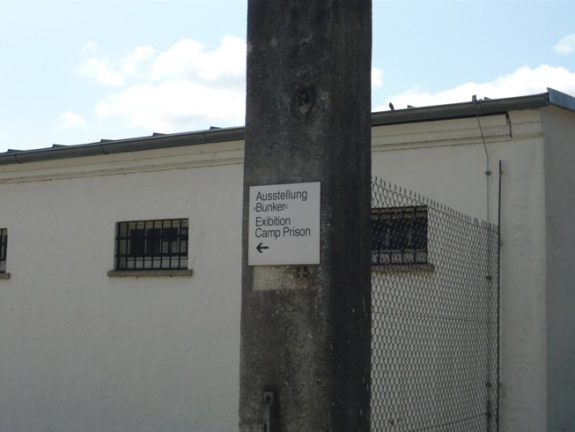 Ausstellung
›Bunker‹
Exibition
Camp Prison
←